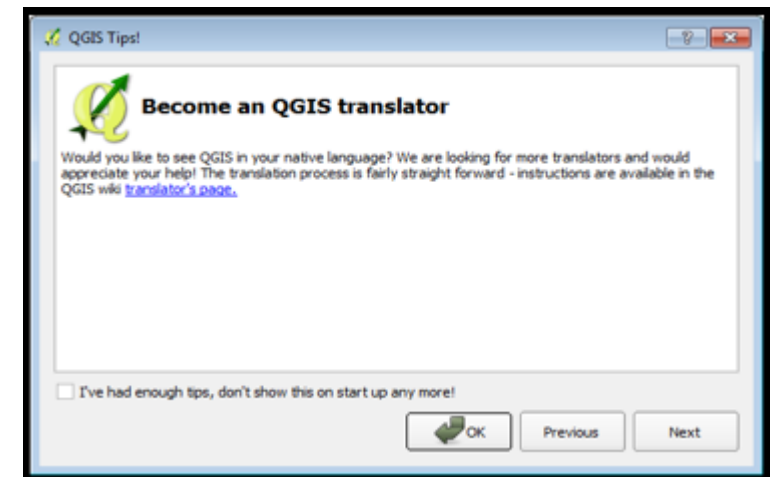 QGIS Tips!
Become an QGIS translator
Would you like to see QGIS in your native language? We are looking for more translators and would
appreciate your help! The translation process is fairly straight forward - instructions are available in the
QGIS wiki translator's page.
I've had enough tips, don't show this on start up any more!
OK Previous Next